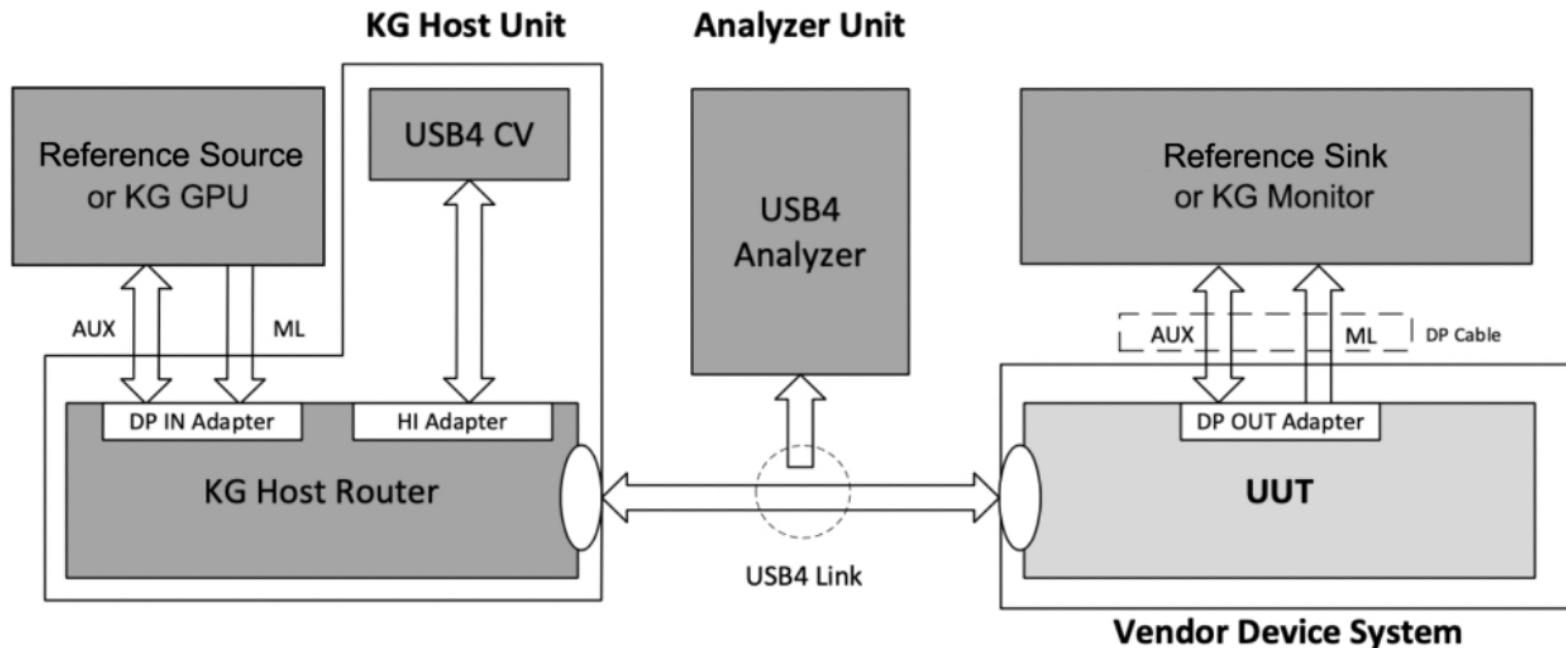 KG Host Unit
Analyzer Unit
Reference Source
or KG GPU
USB4 CV
USB4
Analyzer
Reference Sink
or KG Monitor
AUX
ML
AUX
ML
DP Cable
DP IN Adapter
HI Adapter
DP OUT Adapter
KG Host Router
UUT
USB4 Link
Vendor Device System